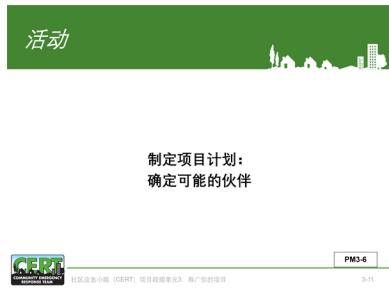 活动
制定项目计划：
确定可能的伙伴
PM3-6
CERT
COMMUNITY EMERGENCY
RESPONSE TEAM
社区应急小组（CERT）项目经理单元3：推广你的项目
3-11